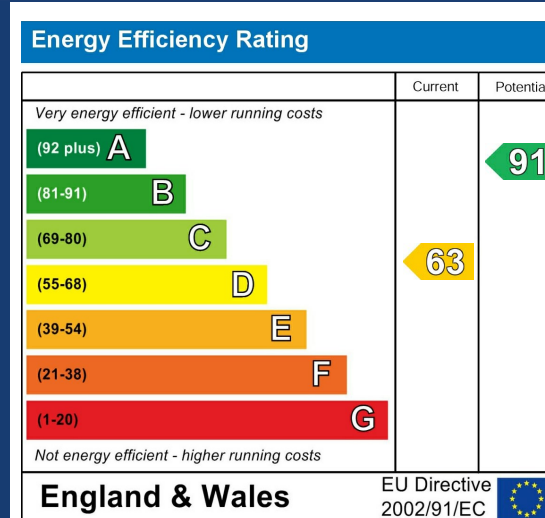 Energy Efficiency Rating
Current Potentia
Very energy efficient - lower running costs
(92 plus) A
91
(81-91) B
(69-80) C
63
(55-68) D
(39-54) E
(21-38) F
(1-20) G
Not energy efficient - higher running costs
England & Wales
EU Directive
2002/91/EC